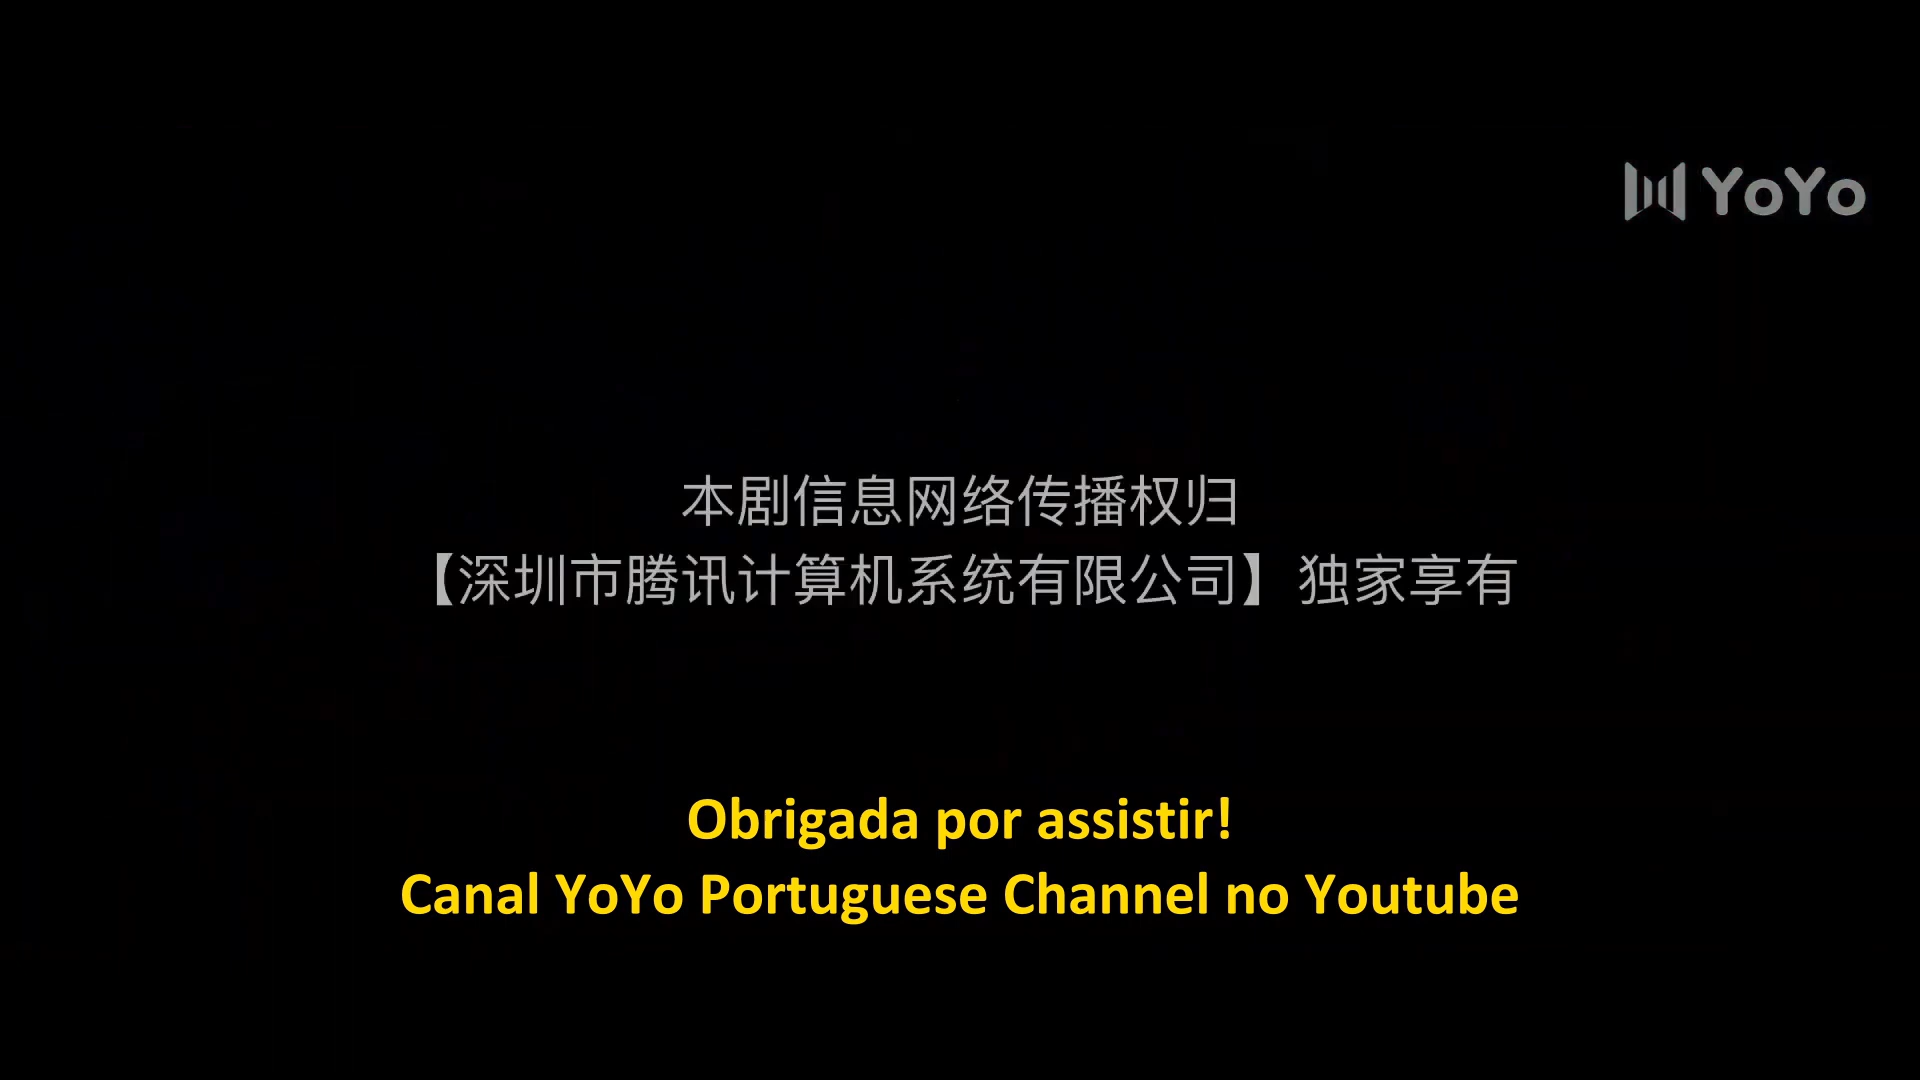 YoYo
本剧信息网络传播权归
【深圳市腾讯计算机系统有限公司】独家享有
Obrigada por assistir!
Canal YoYo Portuguese Channel no Youtube